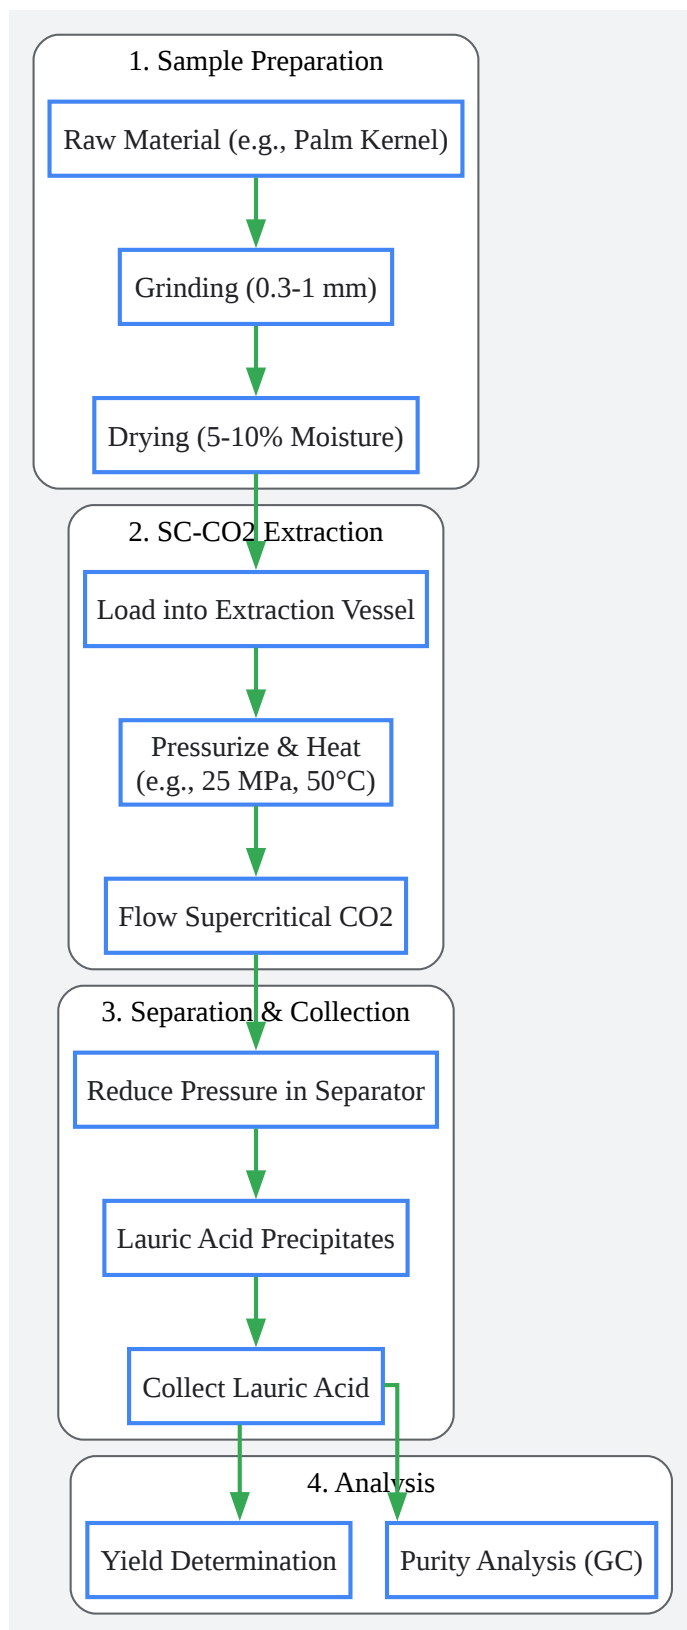 1. Sample Preparation
Raw Material (e.g., Palm Kernel)
Grinding (0.3-1 mm)
Drying (5-10% Moisture)
2. SC-CO2 Extraction
Load into Extraction Vessel
Pressurize & Heat
(e.g., 25 MPa, 50°C)
Flow Supercritical CO2
3. Separation & Collection
Reduce Pressure in Separator
Lauric Acid Precipitates
Collect Lauric Acid
4. Analysis
Yield Determination
Purity Analysis (GC)